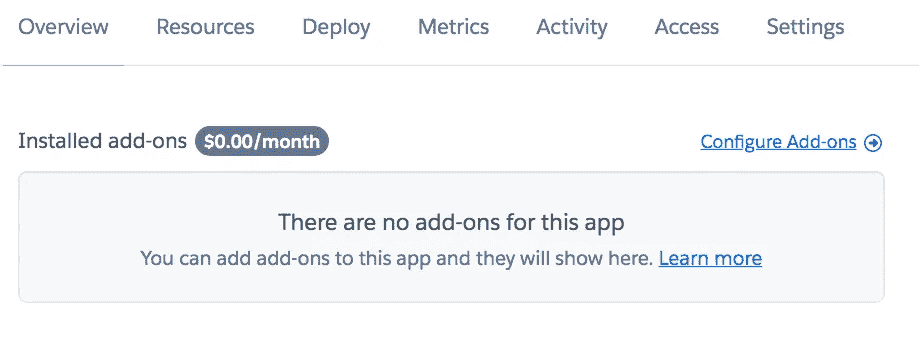 Overview Resources Deploy Metrics Activity Access Settings
Installed add-ons $0.00/month Configure Add-ons
There are no add-ons for this app
You can add add-ons to this app and they will show here. Learn more